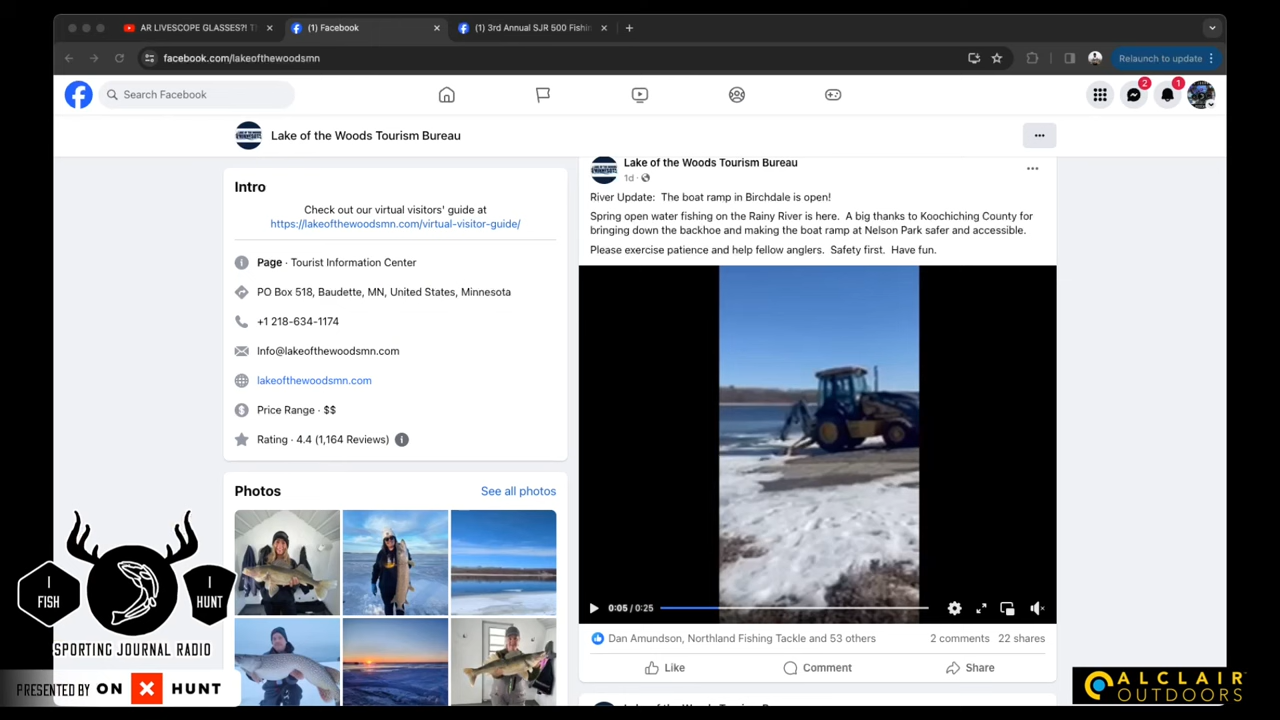 AR LIVESCOPE GLASSES?! T
(1) Facebook
(1) 3rd Annual SJR 500 Fishin
facebook.com/lakeofthewoodsmn
Relaunch to update
Search Facebook
2
1
Lake of the Woods Tourism Bureau
Intro
Check out our virtual visitors' guide at
https://lakeofthewoodsmn.com/virtual-visitor-guide/
Page · Tourist Information Center
PO Box 518, Baudette, MN, United States, Minnesota
+1 218-634-1174
Info@lakeofthewoodsmn.com
lakeofthewoodsmn.com
Price Range · $$
Rating · 4.4 (1,164 Reviews)
Photos
See all photos
Lake of the Woods Tourism Bureau
1d ·
River Update: The boat ramp in Birchdale is open!
Spring open water fishing on the Rainy River is here. A big thanks to Koochiching County for
bringing down the backhoe and making the boat ramp at Nelson Park safer and accessible.
Please exercise patience and help fellow anglers. Safety first. Have fun.
0:05 / 0:25
Dan Amundson, Northland Fishing Tackle and 53 others
2 comments 22 shares
Like
Comment
Share
I FISH
I HUNT
SPORTING JOURNAL RADIO
PRESENTED BY ON X HUNT
ALCLAIR
OUTDOORS